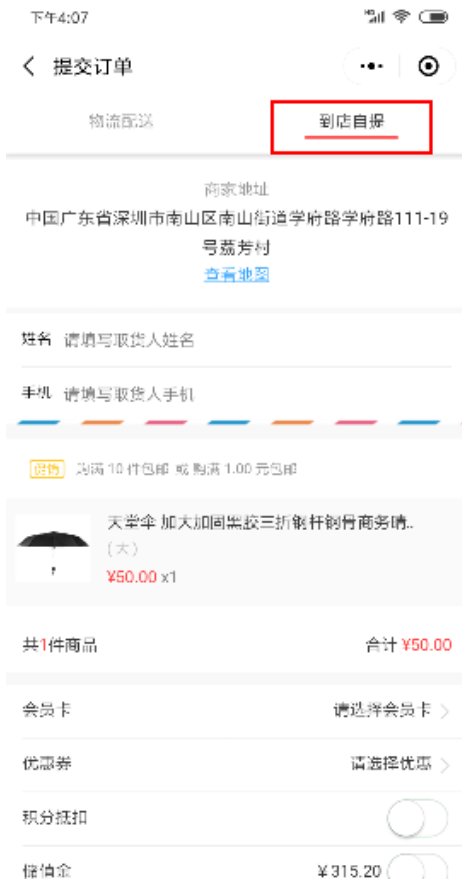 下午4:07
提交订单
物流配送 到店自提
商家地址
中国广东省深圳市南山区南山街道学府路学府路111-19
号荔芳村
查看地图
姓名 请填写取货人姓名
手机 请填写取货人手机
促销 购满 10 件包邮 或 购满 1.00 元包邮
天堂伞 加大加固黑胶三折钢杆钢骨商务晴..
(大)
¥50.00 x1
共1件商品 合计 ¥50.00
会员卡 请选择会员卡
优惠券 请选择优惠
积分抵扣
储值金 ¥315.20